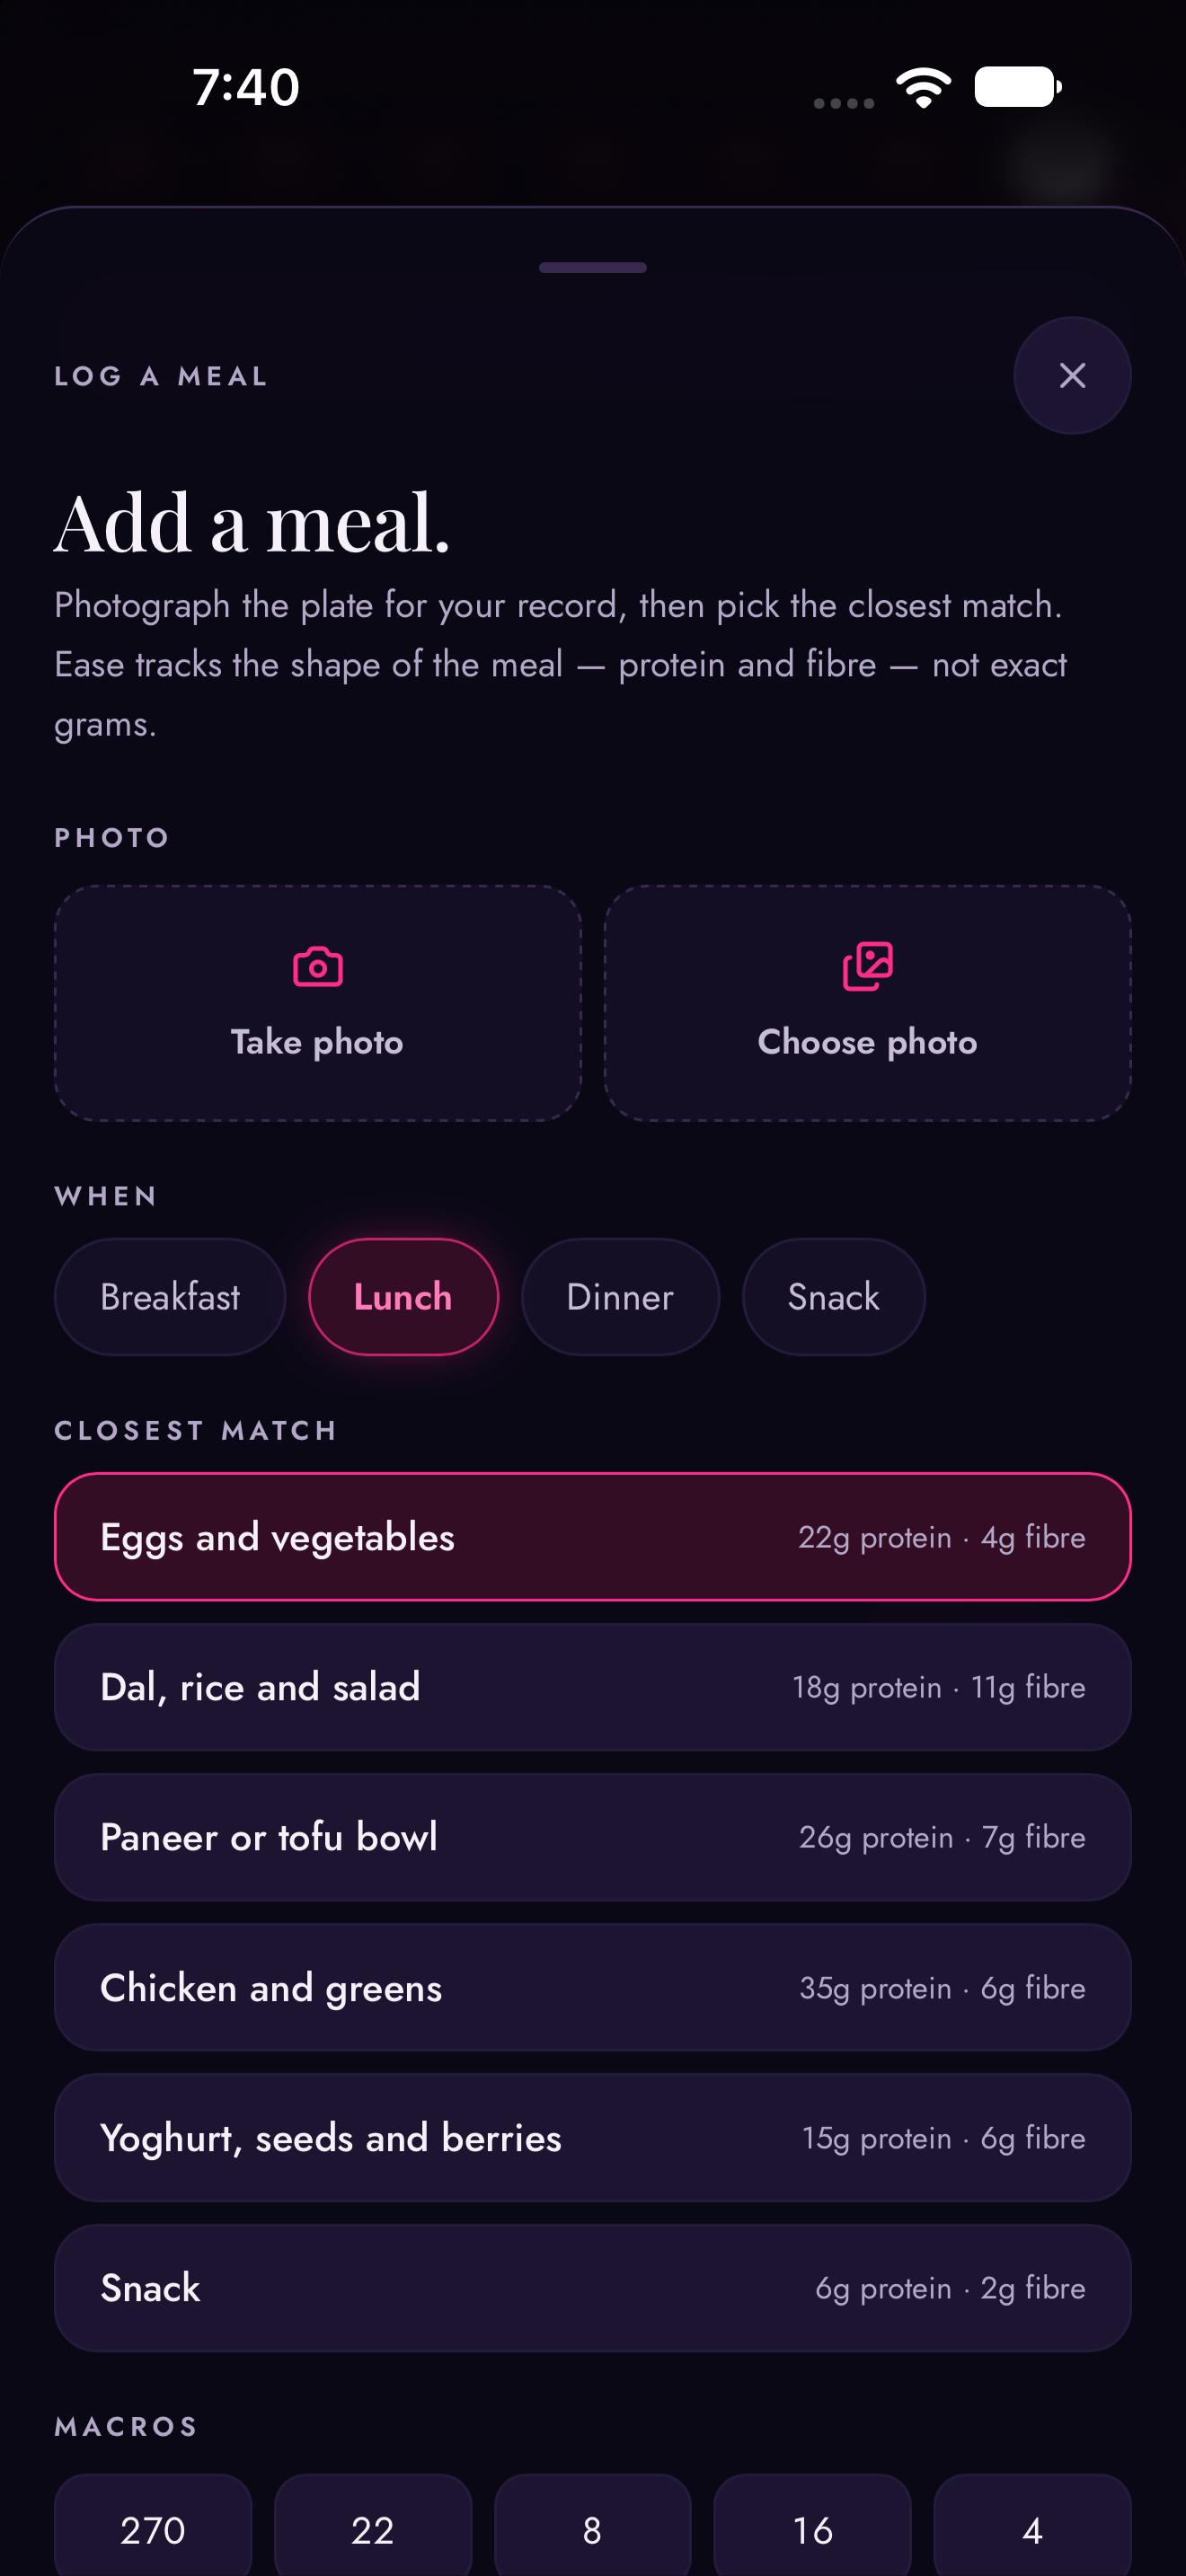 7:40
LOG A MEAL
Add a meal.
Photograph the plate for your record, then pick the closest match.
Ease tracks the shape of the meal — protein and fibre — not exact
grams.
PHOTO
Take photo
Choose photo
WHEN
Breakfast
Lunch
Dinner
Snack
CLOSEST MATCH
Eggs and vegetables
22g protein · 4g fibre
Dal, rice and salad
18g protein · 11g fibre
Paneer or tofu bowl
26g protein · 7g fibre
Chicken and greens
35g protein · 6g fibre
Yoghurt, seeds and berries
15g protein · 6g fibre
Snack
6g protein · 2g fibre
MACROS
270
22
8
16
4